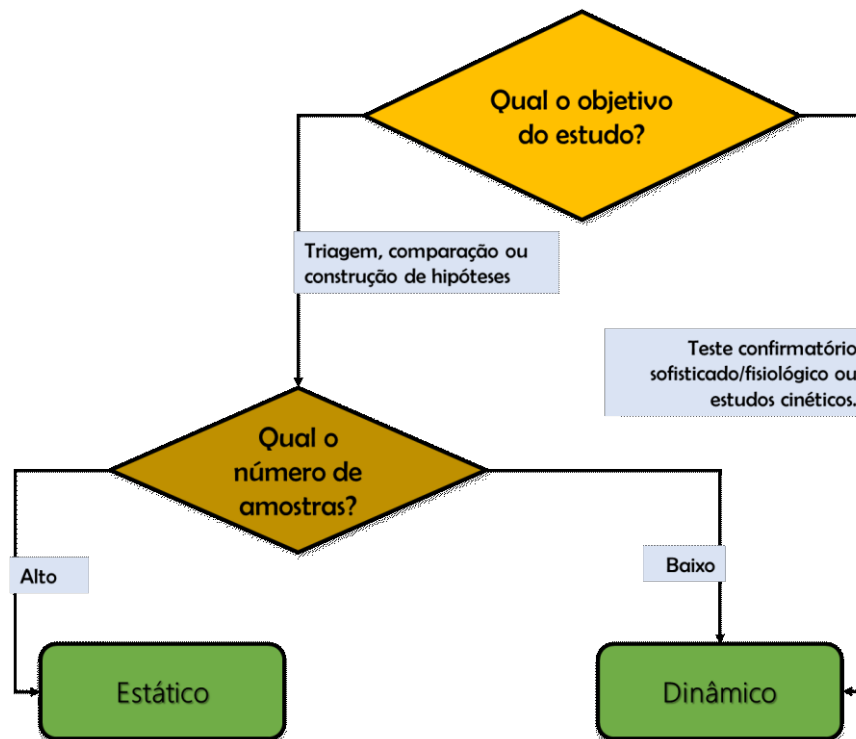 Qual o objetivo
do estudo?
Triagem, comparação ou
construção de hipóteses
Teste confirmatório
sofisticado/fisiológico ou
estudos cinéticos.
Qual o
número de
amostras?
Alto
Baixo
Estático
Dinâmico